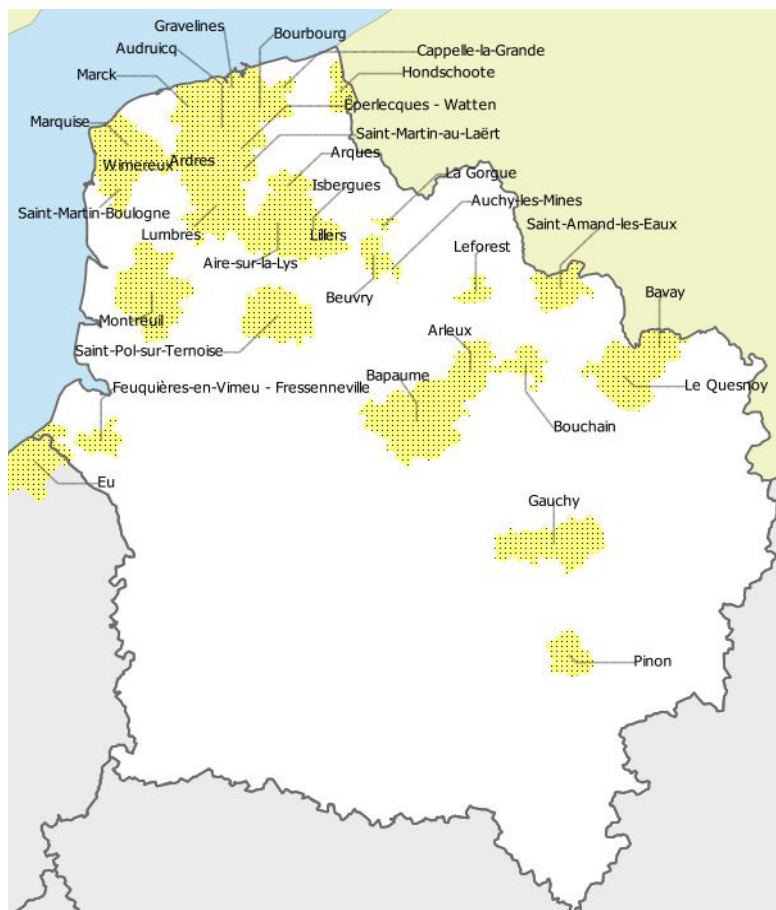 Gravelines
Bourbourg
Audruicq
Cappelle-la-Grande
Marck
Hondschoote
Eperlecques - Watten
Marquise
Saint-Martin-au-Laërt
Arques
Wimereux
Ardres
La Gorgue
Isbergues
Auchy-les-Mines
Saint-Martin-Boulogne
Saint-Amand-les-Eaux
Lumbres
Lillers
Leforest
Aire-sur-la-Lys
Beuvry
Bavay
Montreuil
Arleux
Saint-Pol-sur-Ternoise
Bapaume
Feuquières-en-Vimeu - Fressenneville
Le Quesnoy
Bouchain
Eu
Gauchy
Pinon